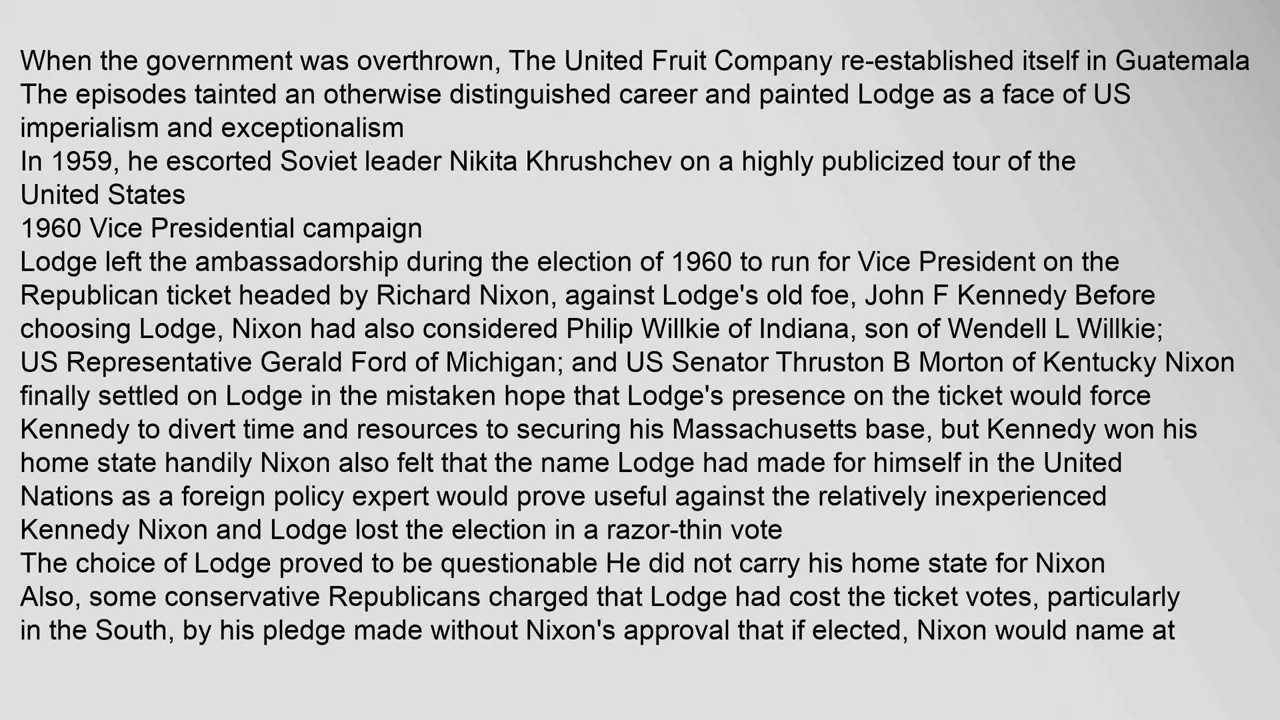 When the government was overthrown, The United Fruit Company re-established itself in Guatemala
The episodes tainted an otherwise distinguished career and painted Lodge as a face of US
imperialism and exceptionalism
In 1959, he escorted Soviet leader Nikita Khrushchev on a highly publicized tour of the
United States
1960 Vice Presidential campaign
Lodge left the ambassadorship during the election of 1960 to run for Vice President on the
Republican ticket headed by Richard Nixon, against Lodge's old foe, John F Kennedy Before
choosing Lodge, Nixon had also considered Philip Willkie of Indiana, son of Wendell L Willkie;
US Representative Gerald Ford of Michigan; and US Senator Thruston B Morton of Kentucky Nixon
finally settled on Lodge in the mistaken hope that Lodge's presence on the ticket would force
Kennedy to divert time and resources to securing his Massachusetts base, but Kennedy won his
home state handily Nixon also felt that the name Lodge had made for himself in the United
Nations as a foreign policy expert would prove useful against the relatively inexperienced
Kennedy Nixon and Lodge lost the election in a razor-thin vote
The choice of Lodge proved to be questionable He did not carry his home state for Nixon
Also, some conservative Republicans charged that Lodge had cost the ticket votes, particularly
in the South, by his pledge made without Nixon's approval that if elected, Nixon would name at